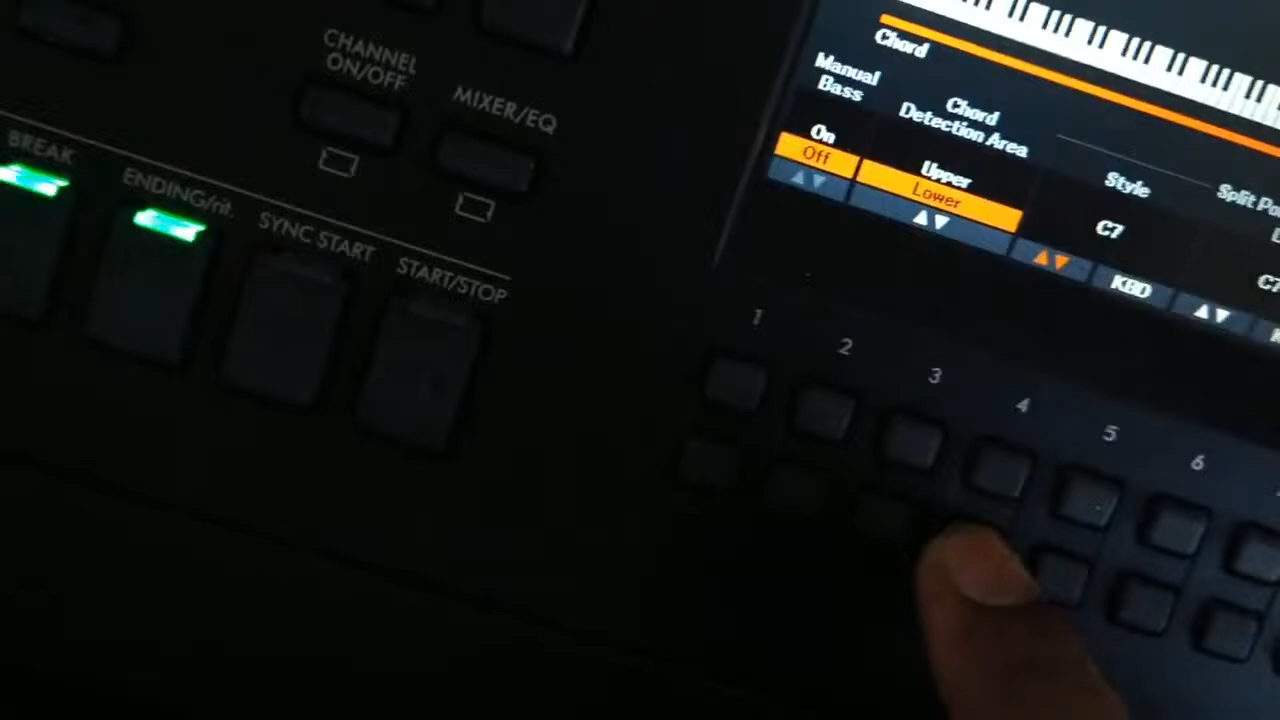 CHANNEL
ON/OFF
MIXER/EQ
BREAK
ENDING/rit.
SYNC START
START/STOP
Chord
Manual
Bass
Chord
Detection Area
Style
On
Off
Upper
Lower
C7
KBD
1
2
3
4
5
6